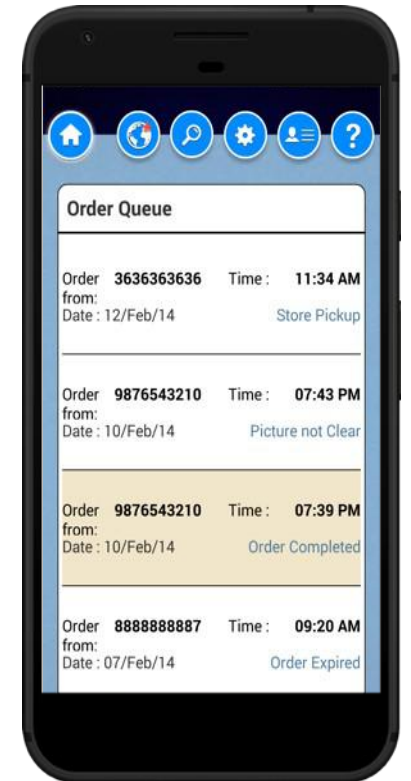 ?
Order Queue
Order from: 3636363636 Time : 11:34 AM
Date : 12/Feb/14 Store Pickup
Order from: 9876543210 Time : 07:43 PM
Date : 10/Feb/14 Picture not Clear
Order from: 9876543210 Time : 07:39 PM
Date : 10/Feb/14 Order Completed
Order from: 8888888887 Time : 09:20 AM
Date : 07/Feb/14 Order Expired